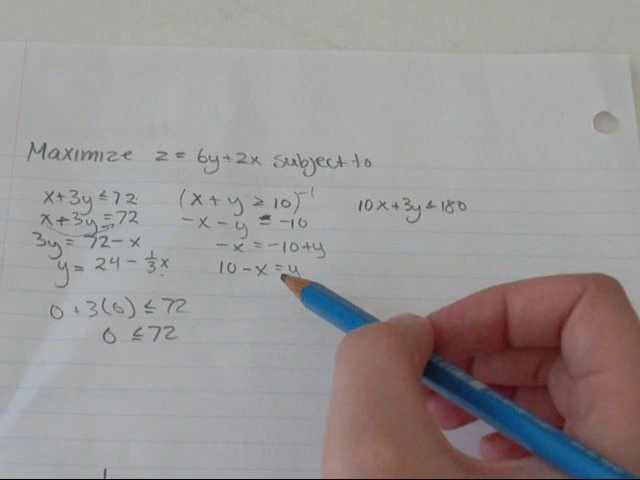 Maximize z = 6y+2x subject to
x+3y ≤ 72 (x + y ≥ 10)⁻¹ 10x+3y ≤ 180
x+3y = 72 -x -y = -10
3y = 72 - x -x = -10+y
y = 24 - 1/3x 10-x = y
0 + 3(0) ≤ 72
0 ≤ 72